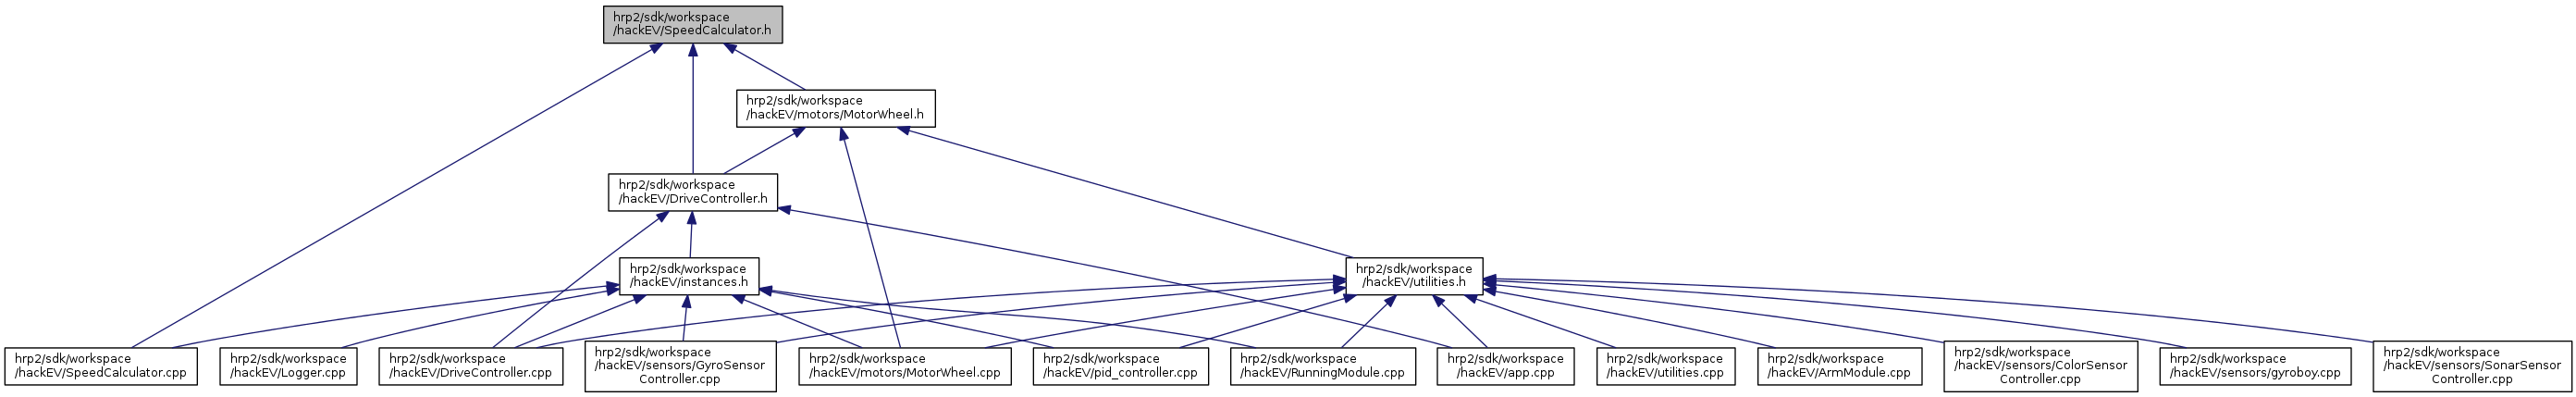 hrp2/sdk/workspace
/hackEV/SpeedCalculator.h
hrp2/sdk/workspace
/hackEV/motors/MotorWheel.h
hrp2/sdk/workspace
/hackEV/DriveController.h
hrp2/sdk/workspace
/hackEV/instances.h
hrp2/sdk/workspace
/hackEV/utilities.h
hrp2/sdk/workspace
/hackEV/SpeedCalculator.cpp
hrp2/sdk/workspace
/hackEV/Logger.cpp
hrp2/sdk/workspace
/hackEV/DriveController.cpp
hrp2/sdk/workspace
/hackEV/sensors/GyroSensor
Controller.cpp
hrp2/sdk/workspace
/hackEV/motors/MotorWheel.cpp
hrp2/sdk/workspace
/hackEV/pid_controller.cpp
hrp2/sdk/workspace
/hackEV/RunningModule.cpp
hrp2/sdk/workspace
/hackEV/app.cpp
hrp2/sdk/workspace
/hackEV/utilities.cpp
hrp2/sdk/workspace
/hackEV/ArmModule.cpp
hrp2/sdk/workspace
/hackEV/sensors/ColorSensor
Controller.cpp
hrp2/sdk/workspace
/hackEV/sensors/gyroboy.cpp
hrp2/sdk/workspace
/hackEV/sensors/SonarSensor
Controller.cpp